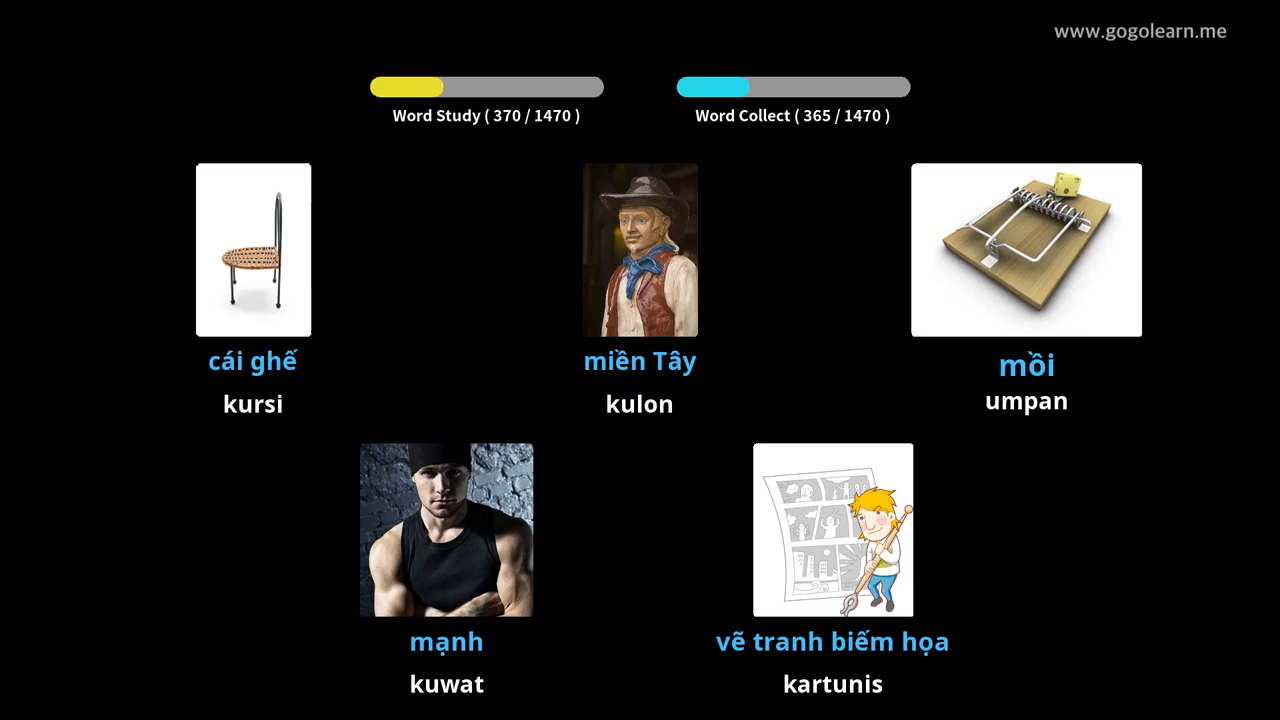 www.gogolearn.me
Word Study ( 370 / 1470 )
Word Collect ( 365 / 1470 )
cái ghế
kursi
miền Tây
kulon
mồi
umpan
mạnh
kuwat
vẽ tranh biếm họa
kartunis